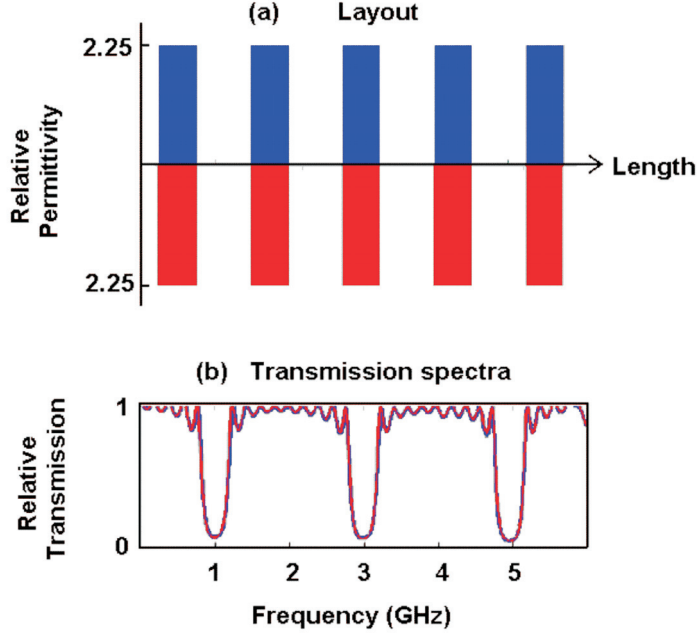 (a) Layout
2.25
Relative
Permittivity
Length
2.25
(b) Transmission spectra
1
Relative
Transmission
0
1 2 3 4 5
Frequency (GHz)